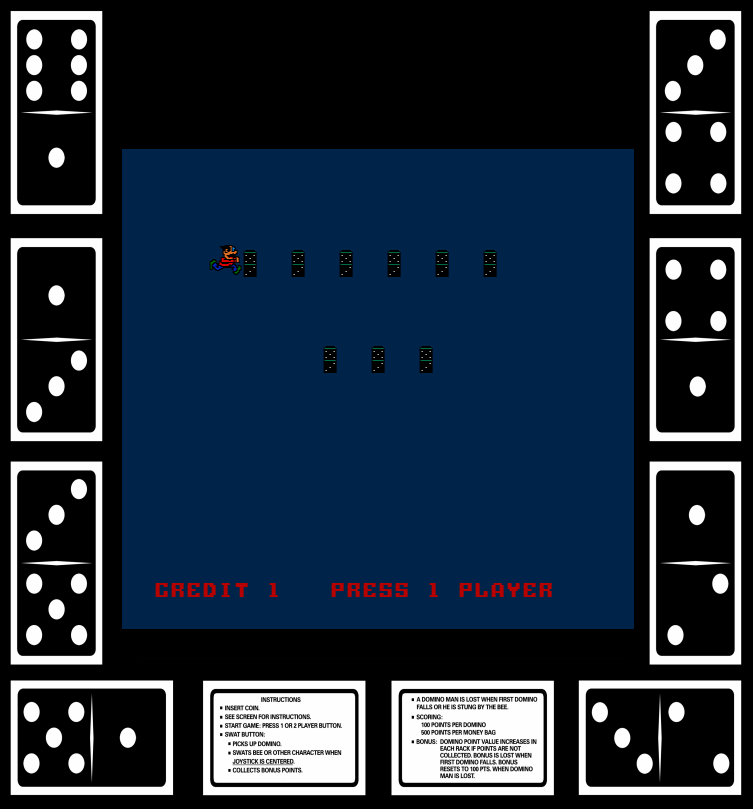 CREDIT 1 PRESS 1 PLAYER
INSTRUCTIONS
▪ INSERT COIN.
▪ SEE SCREEN FOR INSTRUCTIONS.
▪ START GAME: PRESS 1 OR 2 PLAYER BUTTON.
▪ SWAT BUTTON:
▪ PICKS UP DOMINO.
▪ SWATS BEE OR OTHER CHARACTER WHEN
JOYSTICK IS CENTERED.
▪ COLLECTS BONUS POINTS.
▪ A DOMINO MAN IS LOST WHEN FIRST DOMINO
FALLS OR HE IS STUNG BY THE BEE.
▪ SCORING:
100 POINTS PER DOMINO
500 POINTS PER MONEY BAG
▪ BONUS: DOMINO POINT VALUE INCREASES IN
EACH RACK IF POINTS ARE NOT
COLLECTED. BONUS IS LOST WHEN
FIRST DOMINO FALLS. BONUS
RESETS TO 100 PTS. WHEN DOMINO
MAN IS LOST.